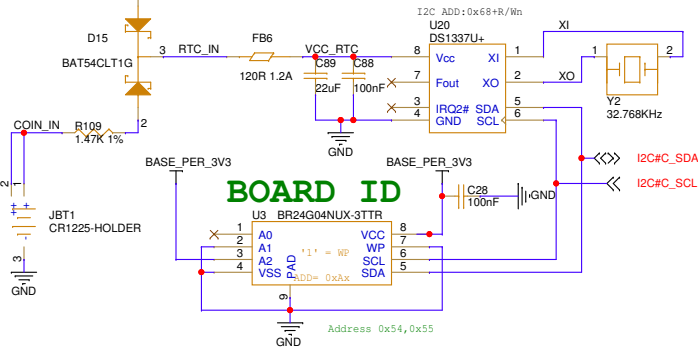 I2C ADD:0x68+R/Wn
U20
DS1337U+
D15
BAT54CLT1G
3
RTC_IN
FB6
120R 1.2A
VCC_RTC
C89
22uF
C88
100nF
8
Vcc
XI
1
XI
7
Fout
XO
2
XO
3
IRQ2#
SDA
5
4
GND
SCL
6
GND
1
2
Y2
32.768KHz
COIN_IN
R109
1.47K 1%
2
2
1
JBT1
CR1225-HOLDER
3
GND
I2C#C_SDA
I2C#C_SCL
BASE_PER_3V3
BASE_PER_3V3
BOARD ID
C28
100nF
GND
U3
BR24G04NUX-3TTR
1
A0
VCC
8
2
A1
WP
7
3
A2
SCL
6
4
VSS
SDA
5
PAD
'1' = WP
ADD= 0xAx
9
GND
Address 0x54,0x55